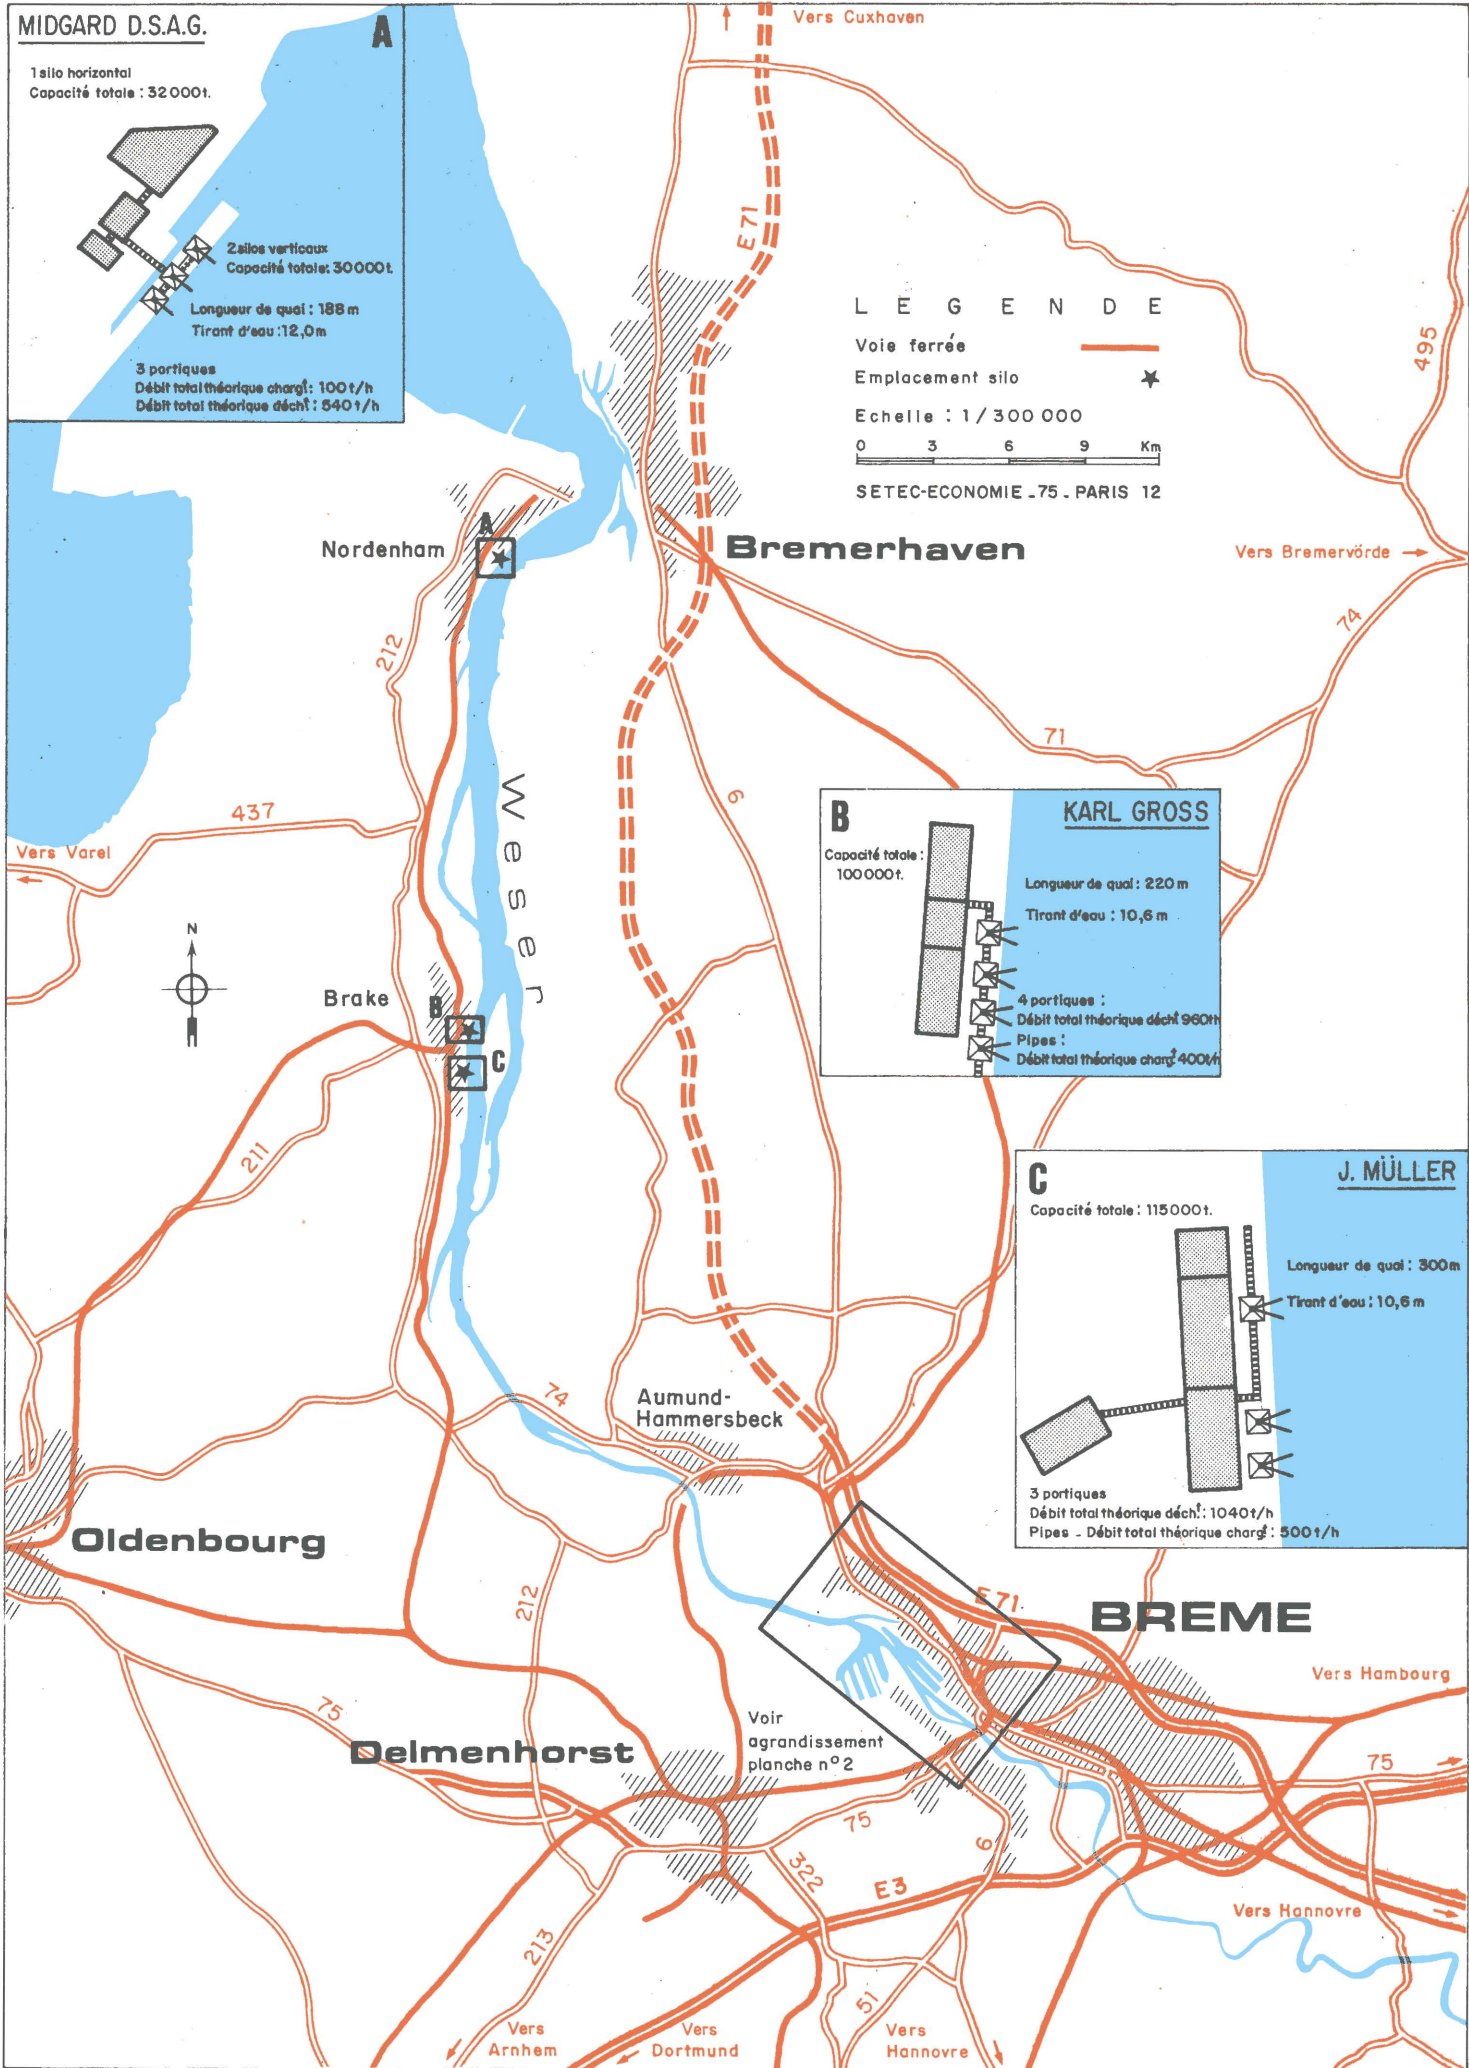 MIDGARD D.S.A.G.
A
1 silo horizontal
Capacité totale : 32000t.
2 silos verticaux
Capacité totale: 30000t.
Longueur de quai : 188 m
Tirant d'eau : 12,0m
3 portiques
Débit total théorique chargt: 100 t/h
Débit total théorique décht : 540 t/h
Vers Cuxhaven
E 71
495
LEGENDE
Voie ferrée
Emplacement silo
Echelle : 1 / 300 000
0 3 6 9 Km
SETEC-ECONOMIE _ 75 _ PARIS 12
Nordenham
A
Bremerhaven
Vers Bremervörde
74
212
71
6
Weser
437
Vers Varel
N
Brake
B
C
211
B
KARL GROSS
Capacité totale :
100000t.
Longueur de quai : 220 m
Tirant d'eau : 10,6 m
4 portiques :
Débit total théorique décht 960th
Pipes :
Débit total théorique chargt 400t/h
C
J. MÜLLER
Capacité totale : 115000t.
Longueur de quai : 300m
Tirant d'eau : 10,6 m
3 portiques
Débit total théorique décht: 1040t/h
Pipes _ Débit total théorique chargt : 500 t/h
74
Aumund-
Hammersbeck
Oldenbourg
212
E 71
BREME
Vers Hambourg
75
Delmenhorst
Voir
agrandissement
planche n° 2
75
75
6
322
E3
Vers Hannovre
213
51
Vers
Arnhem
Vers
Dortmund
Vers
Hannovre